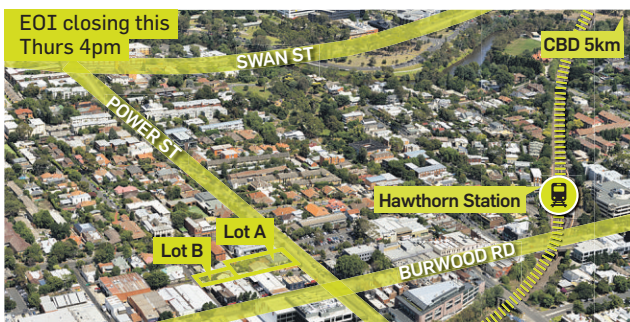 EOI closing this
Thurs 4pm
SWAN ST
CBD 5km
POWER ST
Hawthorn Station
Lot A
Lot B
BURWOOD RD